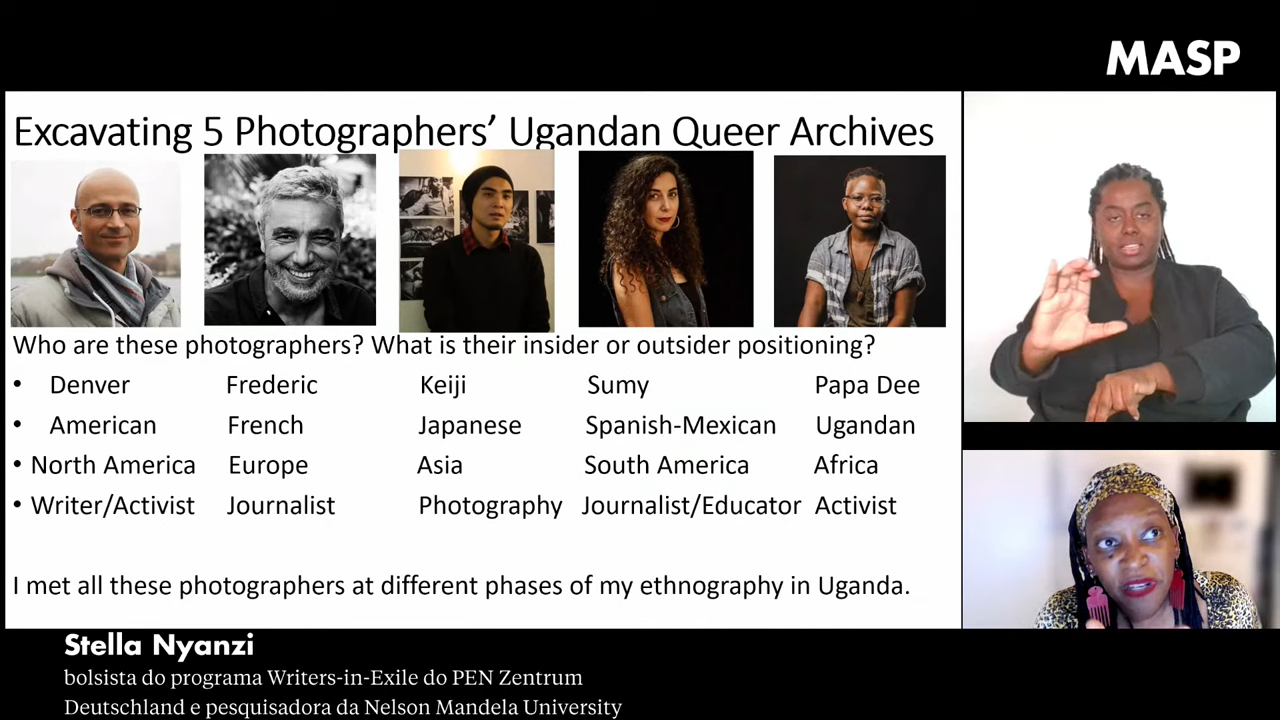 MASP
Excavating 5 Photographers' Ugandan Queer Archives
Who are these photographers? What is their insider or outsider positioning?
• Denver Frederic Keiji Sumy Papa Dee
• American French Japanese Spanish-Mexican Ugandan
• North America Europe Asia South America Africa
• Writer/Activist Journalist Photography Journalist/Educator Activist
I met all these photographers at different phases of my ethnography in Uganda.
Stella Nyanzi
bolsista do programa Writers-in-Exile do PEN Zentrum
Deutschland e pesquisadora da Nelson Mandela University